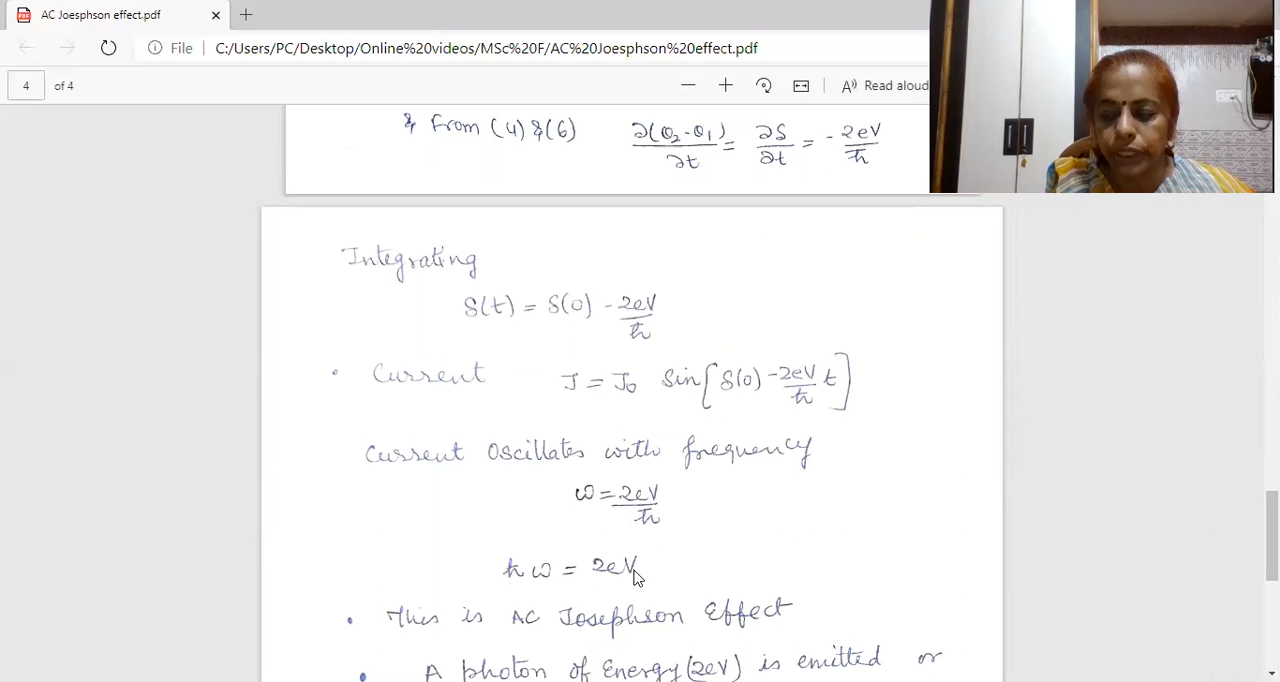 AC Joesphson effect.pdf
File C:/Users/PC/Desktop/Online%20videos/MSc%20F/AC%20Joesphson%20effect.pdf
4 of 4 Read aloud
& From (4) & (6) ∂(θ2-θ1)/∂t = ∂S/∂t = -2eV/ℏ
Integrating
S(t) = S(0) - 2eV/ℏ
• Current J = J0 Sin[S(0) - 2eV/ℏ t]
Current Oscillates with frequency
ω = 2eV/ℏ
ℏω = 2eV
• This is AC Josephson Effect
• A photon of Energy (2eV) is emitted or